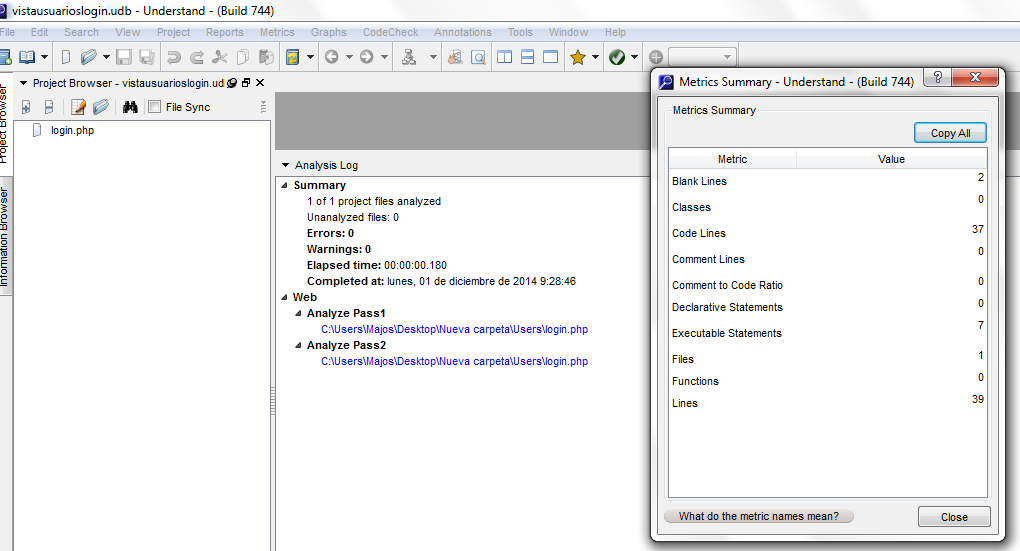 vistausuarioslogin.udb - Understand - (Build 744)
File Edit Search View Project Reports Metrics Graphs CodeCheck Annotations Tools Window Help
Project Browser - vistausuarioslogin.ud
File Sync
login.php
Project Browser
Information Browser
Analysis Log
Summary
1 of 1 project files analyzed
Unanalyzed files: 0
Errors: 0
Warnings: 0
Elapsed time: 00:00:00.180
Completed at: lunes, 01 de diciembre de 2014 9:28:46
Web
Analyze Pass1
C:\Users\Majos\Desktop\Nueva carpeta\Users\login.php
Analyze Pass2
C:\Users\Majos\Desktop\Nueva carpeta\Users\login.php
Metrics Summary - Understand - (Build 744)
Metrics Summary
Copy All
Metric Value
Blank Lines 2
Classes 0
Code Lines 37
Comment Lines 0
Comment to Code Ratio 0
Declarative Statements 0
Executable Statements 7
Files 1
Functions 0
Lines 39
What do the metric names mean?
Close